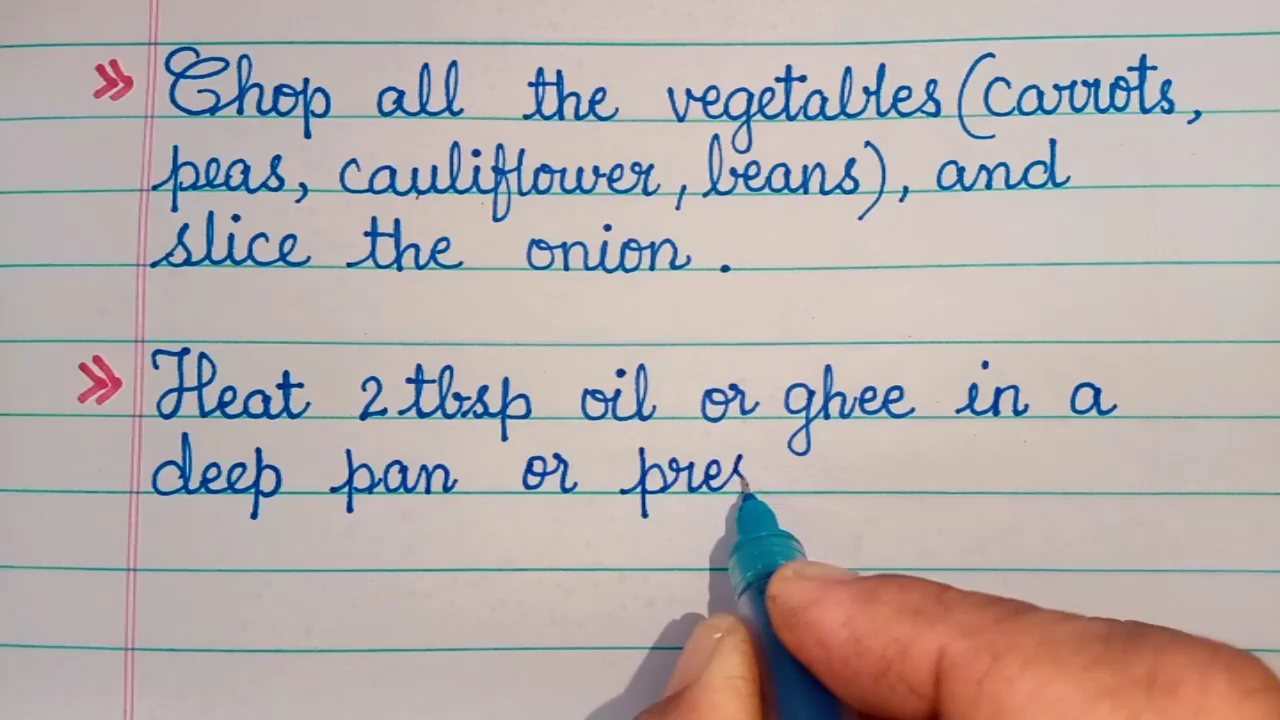 » Chop all the vegetables (carrots,
peas, cauliflower, beans), and
slice the onion.
» Heat 2 tbsp oil or ghee in a
deep pan or pres